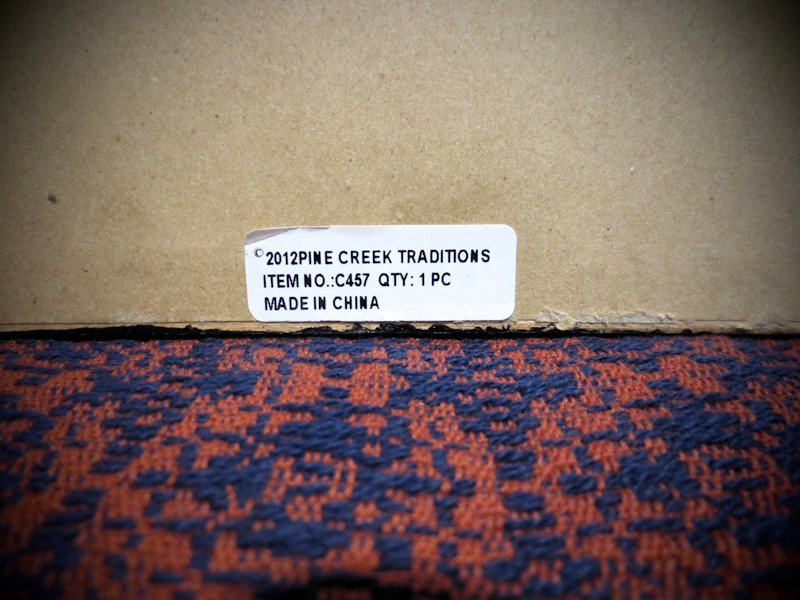 ©2012PINE CREEK TRADITIONS
ITEM NO.:C457 QTY: 1 PC
MADE IN CHINA